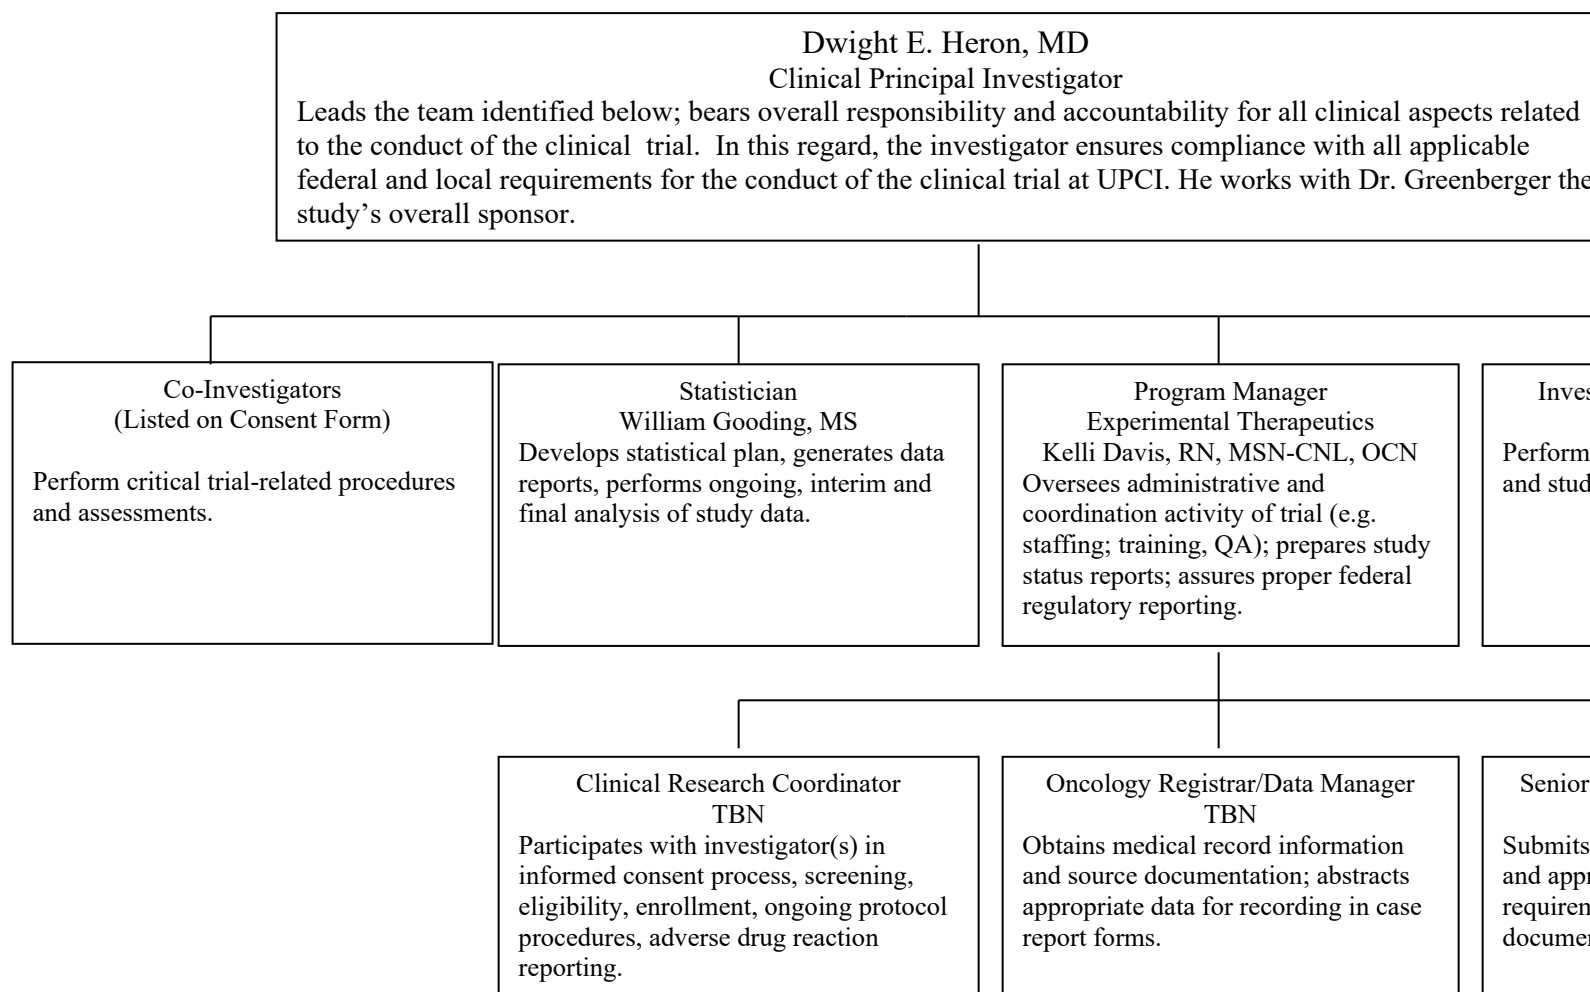 Dwight E. Heron, MD
Clinical Principal Investigator
Leads the team identified below; bears overall responsibility and accountability for all clinical aspects related
to the conduct of the clinical  trial.  In this regard, the investigator ensures compliance with all applicable
federal and local requirements for the conduct of the clinical trial at UPCI. He works with Dr. Greenberger the
study’s overall sponsor.
Co-Investigators
(Listed on Consent Form)
Perform critical trial-related procedures
and assessments.
Statistician
William Gooding, MS
Develops statistical plan, generates data
reports, performs ongoing, interim and
final analysis of study data.
Program Manager
Experimental Therapeutics
Kelli Davis, RN, MSN-CNL, OCN
Oversees administrative and
coordination activity of trial (e.g.
staffing; training, QA); prepares study
status reports; assures proper federal
regulatory reporting.
Perform
and
Clinical Research Coordinator
TBN
Participates with investigator(s) in
informed consent process, screening,
eligibility, enrollment, ongoing protocol
procedures, adverse drug reaction
reporting.
Oncology Registrar/Data Manager
TBN
Obtains medical record information
and source documentation; abstracts
appropriate data for recording in case
report forms.
Senior
Submits
and